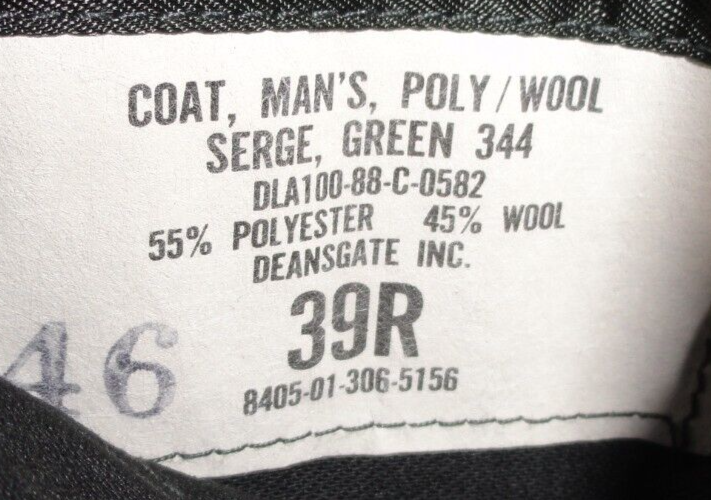 COAT, MAN'S, POLY/WOOL
SERGE, GREEN 344
DLA100-88-C-0582
55% POLYESTER 45% WOOL
DEANSGATE INC.
39R
46
8405-01-306-5156